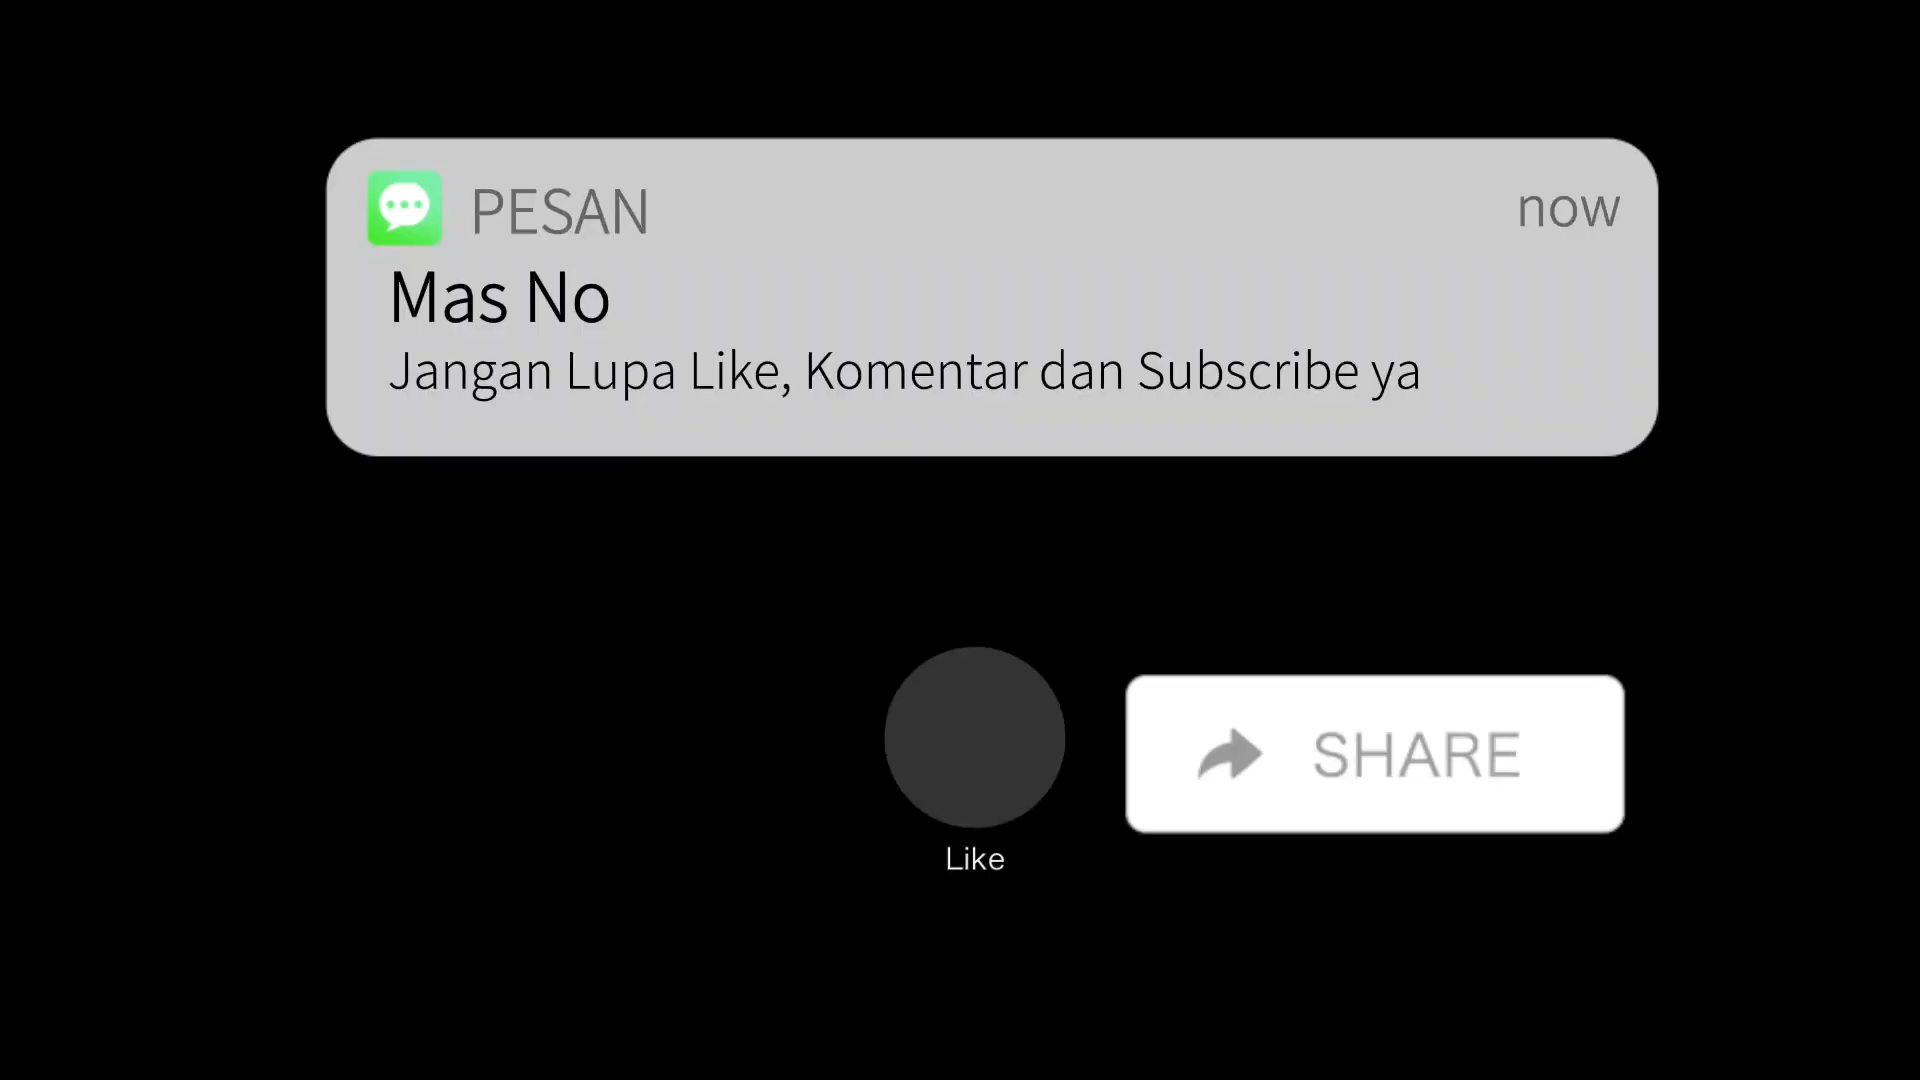 PESAN
now
Mas No
Jangan Lupa Like, Komentar dan Subscribe ya
SHARE
Like